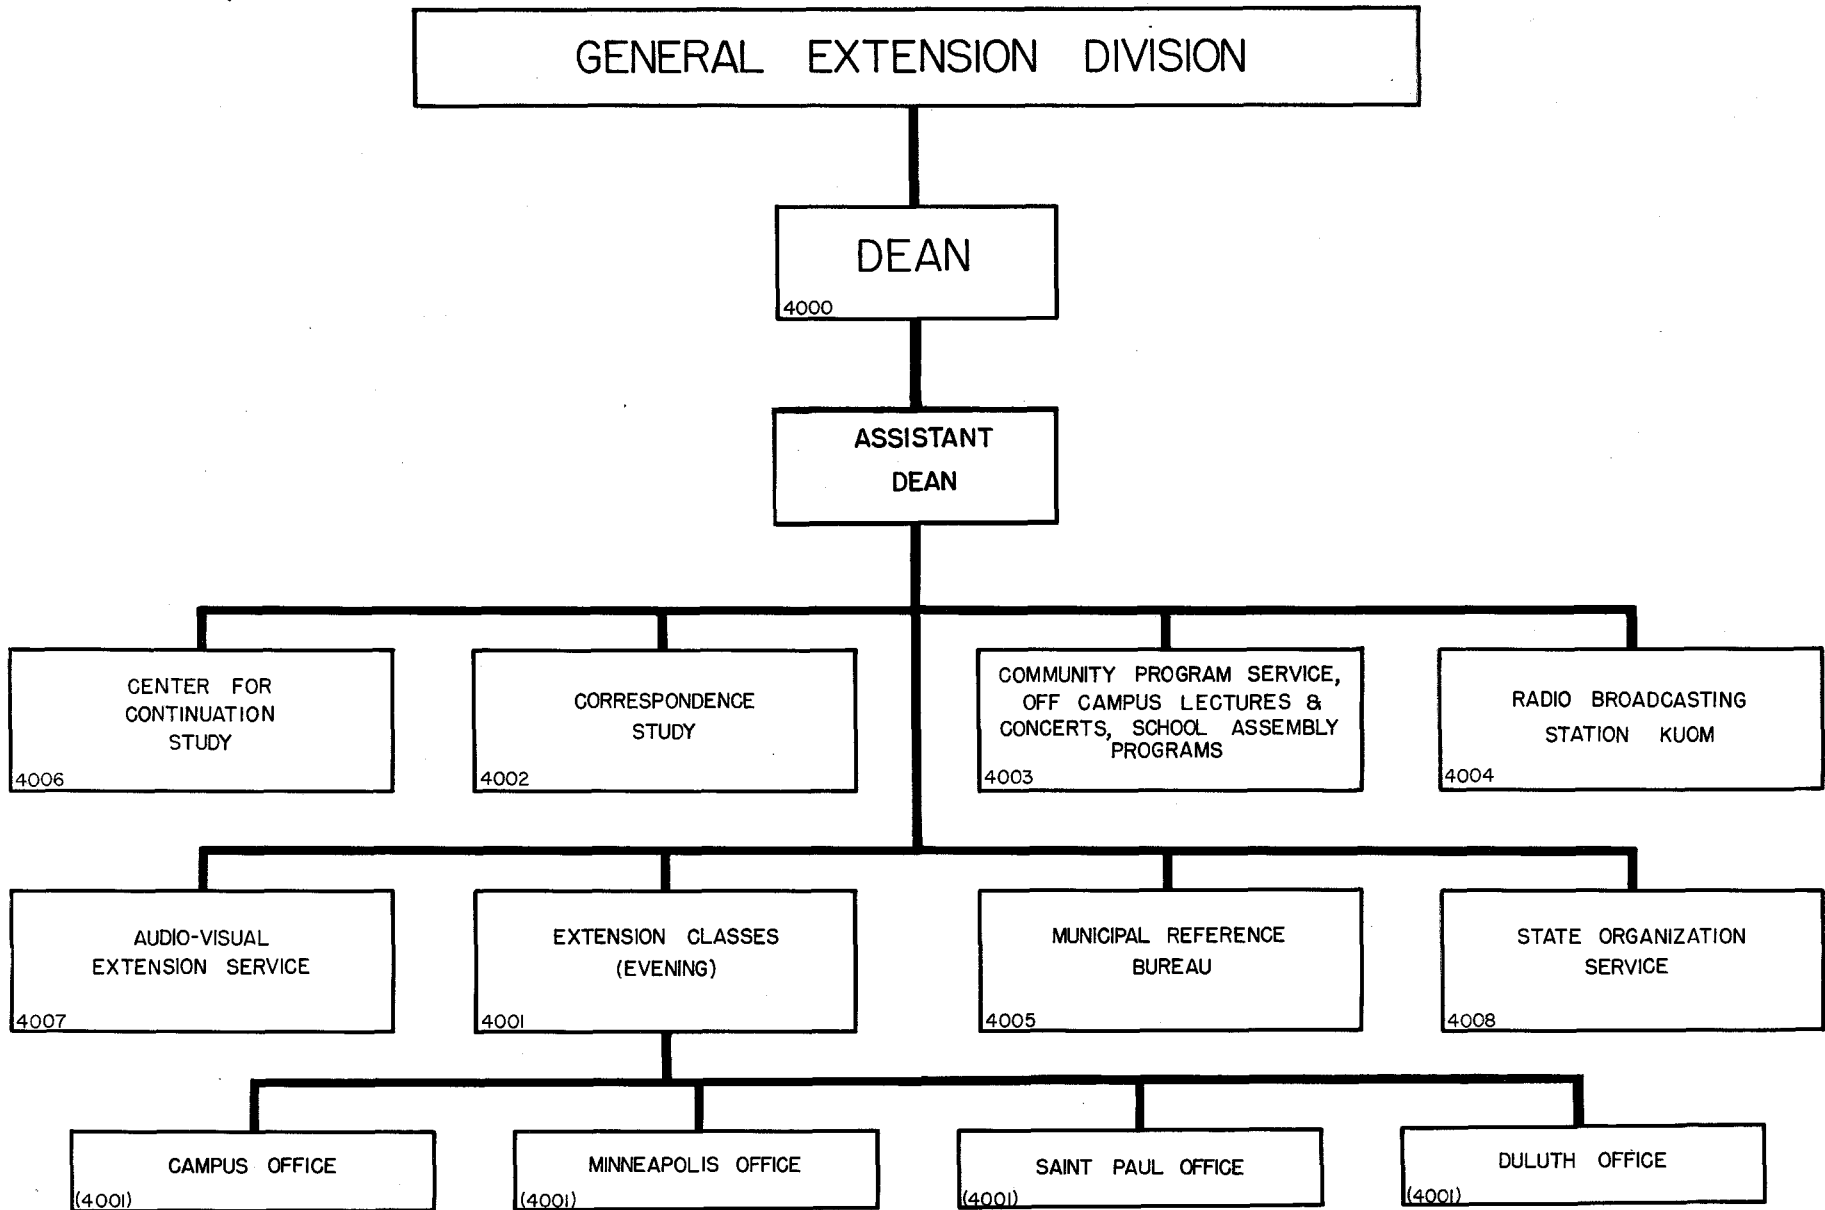 GENERAL EXTENSION DIVISION
DEAN
4000
ASSISTANT
DEAN
CENTER FOR
CONTINUATION
STUDY
4006
CORRESPONDENCE
STUDY
4002
COMMUNITY PROGRAM SERVICE,
OFF CAMPUS LECTURES &
CONCERTS, SCHOOL ASSEMBLY
PROGRAMS
4003
RADIO BROADCASTING
STATION KUOM
4004
AUDIO-VISUAL
EXTENSION SERVICE
4007
EXTENSION CLASSES
(EVENING)
4001
MUNICIPAL REFERENCE
BUREAU
4005
STATE ORGANIZATION
SERVICE
4008
CAMPUS OFFICE
(4001)
MINNEAPOLIS OFFICE
(4001)
SAINT PAUL OFFICE
(4001)
DULUTH OFFICE
(4001)